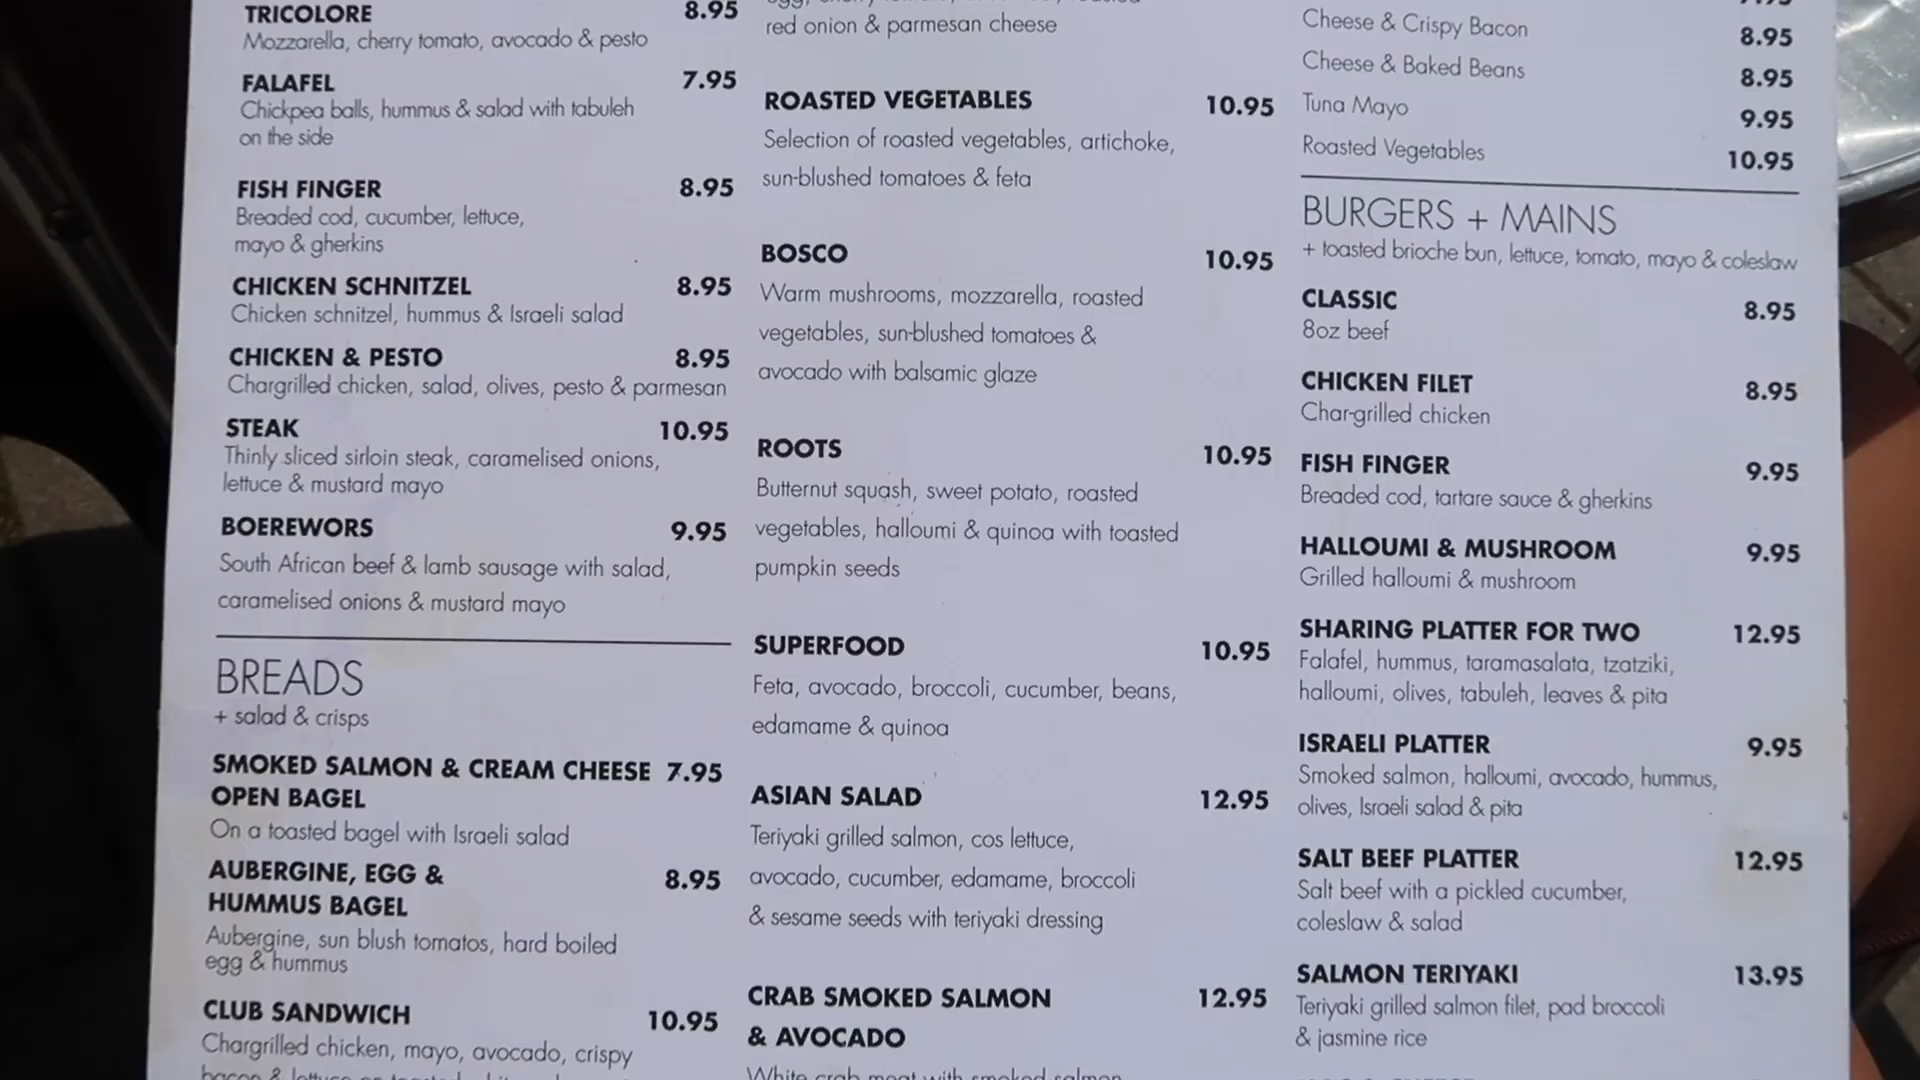 TRICOLORE 8.95
Mozzarella, cherry tomato, avocado & pesto
FALAFEL 7.95
Chickpea balls, hummus & salad with tabuleh
on the side
FISH FINGER 8.95
Breaded cod, cucumber, lettuce,
mayo & gherkins
CHICKEN SCHNITZEL 8.95
Chicken schnitzel, hummus & Israeli salad
CHICKEN & PESTO 8.95
Chargrilled chicken, salad, olives, pesto & parmesan
STEAK 10.95
Thinly sliced sirloin steak, caramelised onions,
lettuce & mustard mayo
BOEREWORS 9.95
South African beef & lamb sausage with salad,
caramelised onions & mustard mayo
BREADS
+ salad & crisps
SMOKED SALMON & CREAM CHEESE 7.95
OPEN BAGEL
On a toasted bagel with Israeli salad
AUBERGINE, EGG & 8.95
HUMMUS BAGEL
Aubergine, sun blush tomatos, hard boiled
egg & hummus
CLUB SANDWICH 10.95
Chargrilled chicken, mayo, avocado, crispy
bacon & lettuce on
red onion & parmesan cheese
ROASTED VEGETABLES 10.95
Selection of roasted vegetables, artichoke,
sun-blushed tomatoes & feta
BOSCO 10.95
Warm mushrooms, mozzarella, roasted
vegetables, sun-blushed tomatoes &
avocado with balsamic glaze
ROOTS 10.95
Butternut squash, sweet potato, roasted
vegetables, halloumi & quinoa with toasted
pumpkin seeds
SUPERFOOD 10.95
Feta, avocado, broccoli, cucumber, beans,
edamame & quinoa
ASIAN SALAD 12.95
Teriyaki grilled salmon, cos lettuce,
avocado, cucumber, edamame, broccoli
& sesame seeds with teriyaki dressing
CRAB SMOKED SALMON 12.95
& AVOCADO
White crab meat with smoked salmon
Cheese & Crispy Bacon 8.95
Cheese & Baked Beans 8.95
Tuna Mayo 9.95
Roasted Vegetables 10.95
BURGERS + MAINS
+ toasted brioche bun, lettuce, tomato, mayo & coleslaw
CLASSIC 8.95
8oz beef
CHICKEN FILET 8.95
Char-grilled chicken
FISH FINGER 9.95
Breaded cod, tartare sauce & gherkins
HALLOUMI & MUSHROOM 9.95
Grilled halloumi & mushroom
SHARING PLATTER FOR TWO 12.95
Falafel, hummus, taramasalata, tzatziki,
halloumi, olives, tabuleh, leaves & pita
ISRAELI PLATTER 9.95
Smoked salmon, halloumi, avocado, hummus,
olives, Israeli salad & pita
SALT BEEF PLATTER 12.95
Salt beef with a pickled cucumber,
coleslaw & salad
SALMON TERIYAKI 13.95
Teriyaki grilled salmon filet, pad broccoli
& jasmine rice